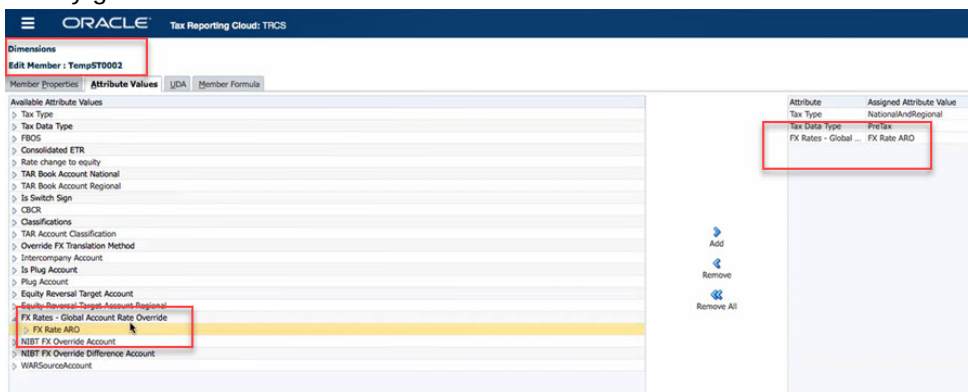 ORACLE Tax Reporting Cloud: TRCS
Dimensions
Edit Member : TempST0002
Member Properties Attribute Values UDA Member Formula
Available Attribute Values
Tax Type
Tax Data Type
FBOS
Consolidated ETR
Rate change to equity
TAR Book Account National
TAR Book Account Regional
Is Switch Sign
CBCR
Classifications
TAR Account Classification
Override FX Translation Method
Intercompany Account
Is Plug Account
Plug Account
Equity Reversal Target Account
Equity Reversal Target Account Regional
FX Rates - Global Account Rate Override
FX Rate ARO
NIBT FX Override Account
NIBT FX Override Difference Account
WARSourceAccount
Add
Remove
Remove All
Attribute Assigned Attribute Value
Tax Type NationalAndRegional
Tax Data Type PreTax
FX Rates - Global ... FX Rate ARO